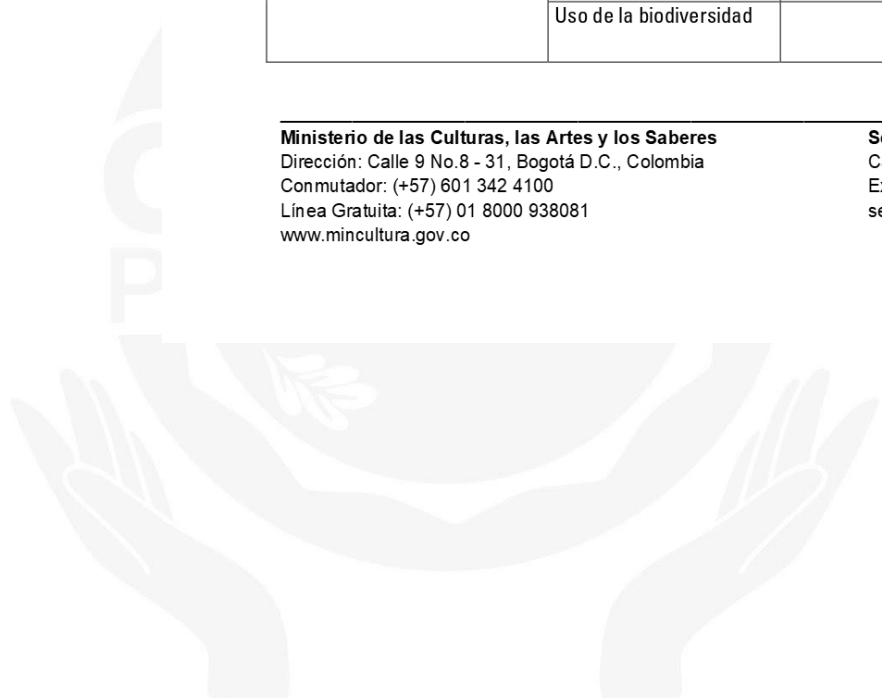 Uso de la biodiversidad
Ministerio de las Culturas, las Artes y los Saberes
Dirección: Calle 9 No.8 - 31, Bogotá D.C., Colombia
Conmutador: (+57) 601 342 4100
Línea Gratuita: (+57) 01 8000 938081
www.mincultura.gov.co